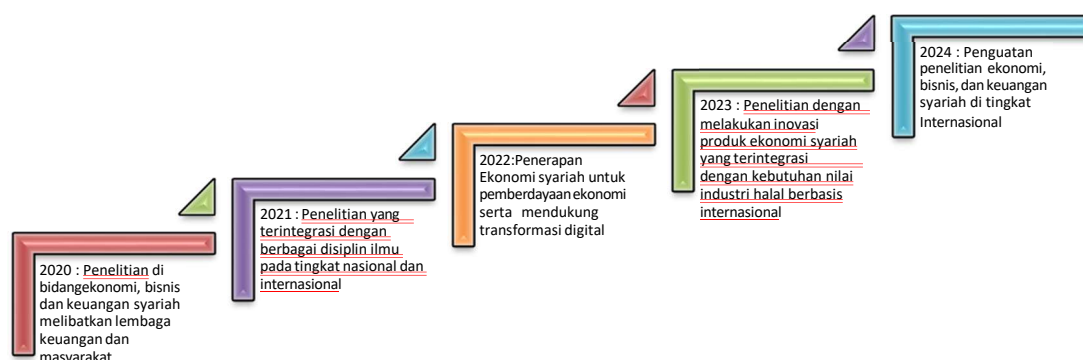 2020 : Penelitian di
bidangekonomi, bisnis
dan keuangan syariah
melibatkan lembaga
keuangan dan
masyarakat
2021 : Penelitian yang
terintegrasi dengan
berbagai disiplin ilmu
pada tingkat nasional dan
internasional
2022:Penerapan
Ekonomi syariah untuk
pemberdayaan ekonomi
serta mendukung
transformasi digital
2023 : Penelitian dengan
melakukan inovasi
produk ekonomi syariah
yang terintegrasi
dengan kebutuhan nilai
industri halal berbasis
internasional
2024 : Penguatan
penelitian ekonomi,
bisnis, dan keuangan
syariah di tingkat
Internasional